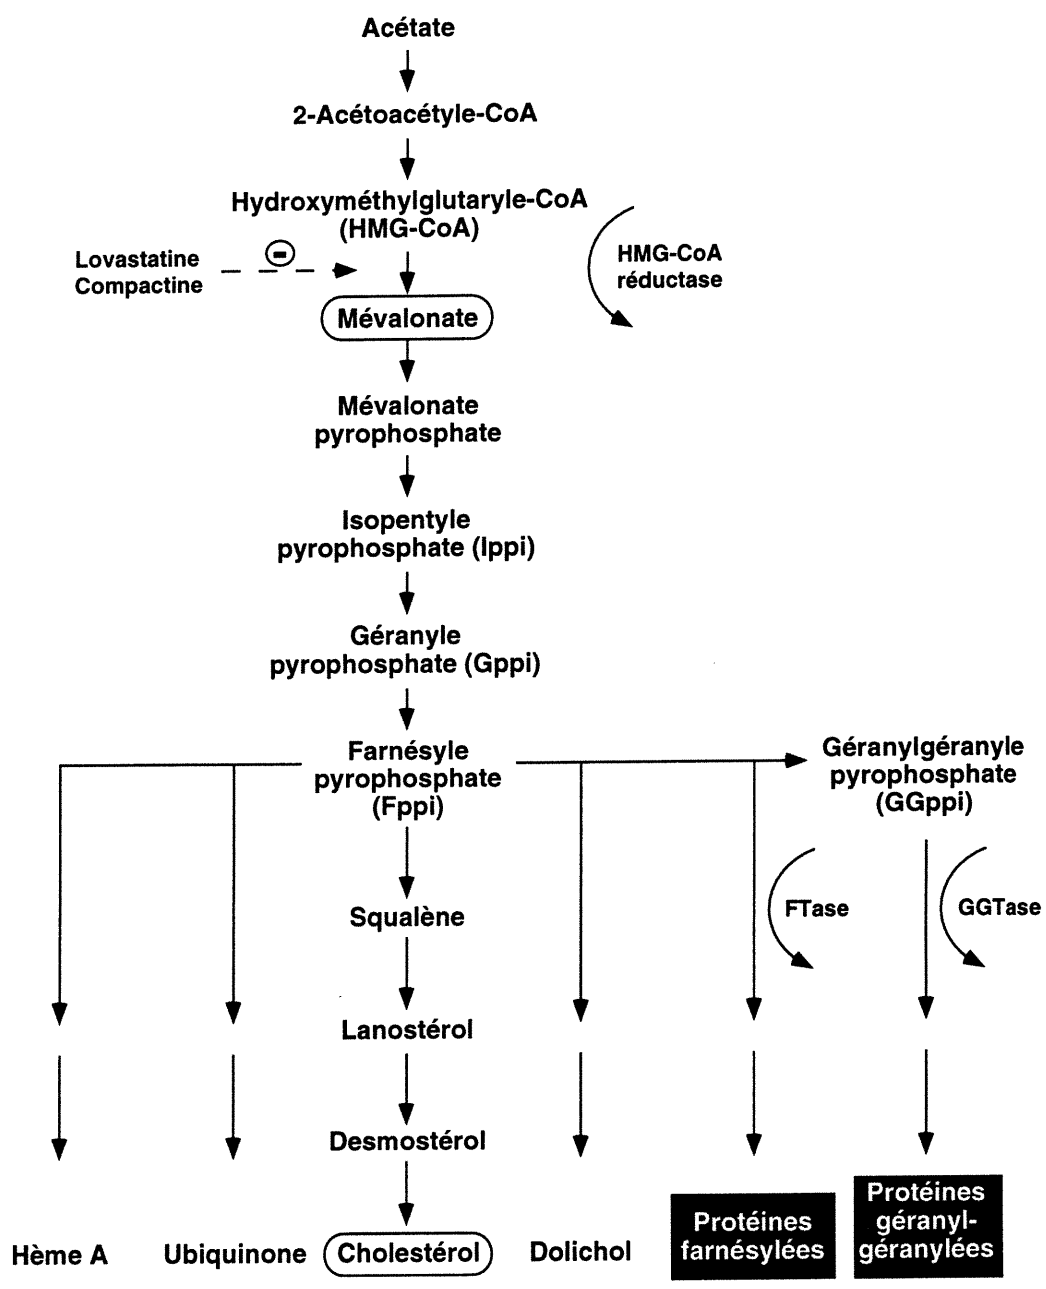 Acétate
2-Acétoacétyle-CoA
Hydroxyméthylglutaryle-CoA
(HMG-CoA)
Lovastatine
Compactine
HMG-CoA
réductase
Mévalonate
Mévalonate
pyrophosphate
Isopentyle
pyrophosphate (Ippi)
Géranyle
pyrophosphate (Gppi)
Farnésyle
pyrophosphate
(Fppi)
Géranylgéranyle
pyrophosphate
(GGppi)
FTase
GGTase
Squalène
Lanostérol
Desmostérol
Hème A
Ubiquinone
Cholestérol
Dolichol
Protéines
farnésylées
Protéines
géranyl-
géranylées